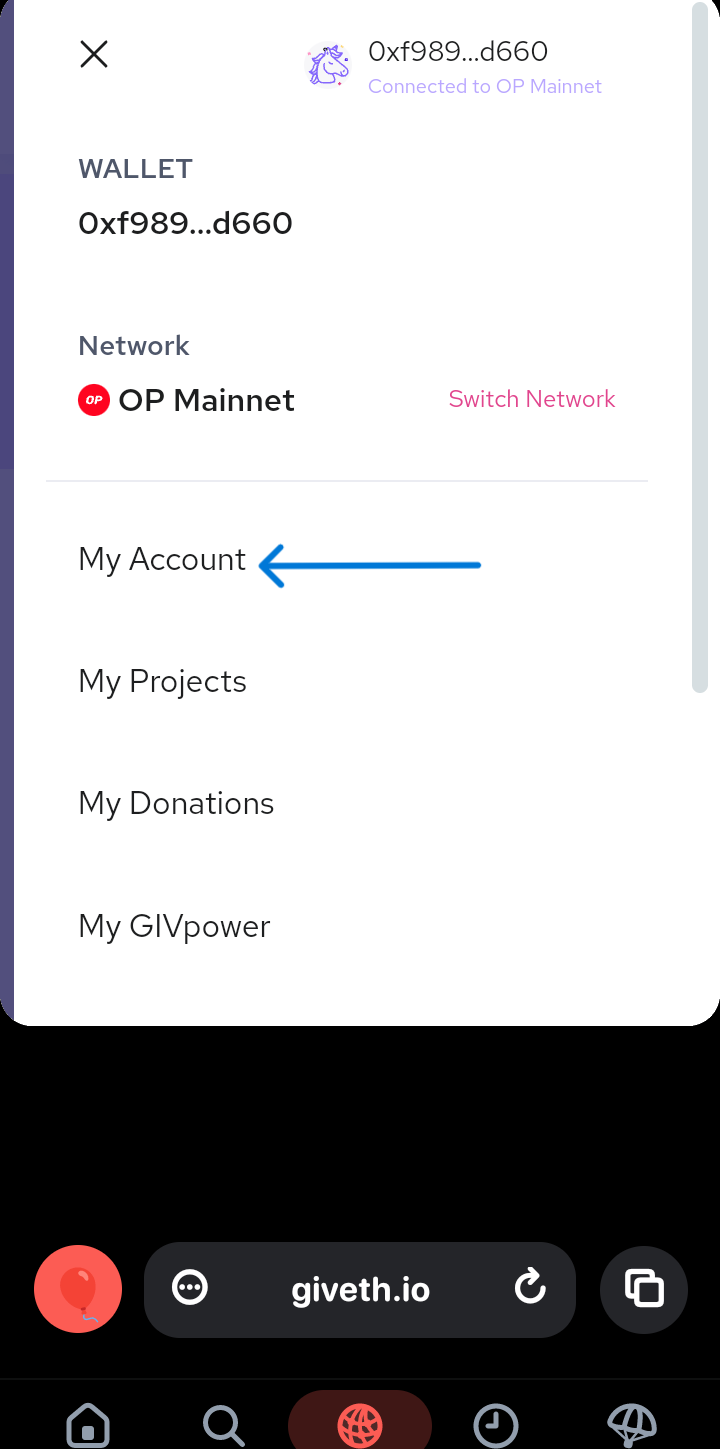 0xf989...d660
Connected to OP Mainnet
WALLET
0xf989...d660
Network
OP OP Mainnet
Switch Network
My Account
My Projects
My Donations
My GIVpower
giveth.io